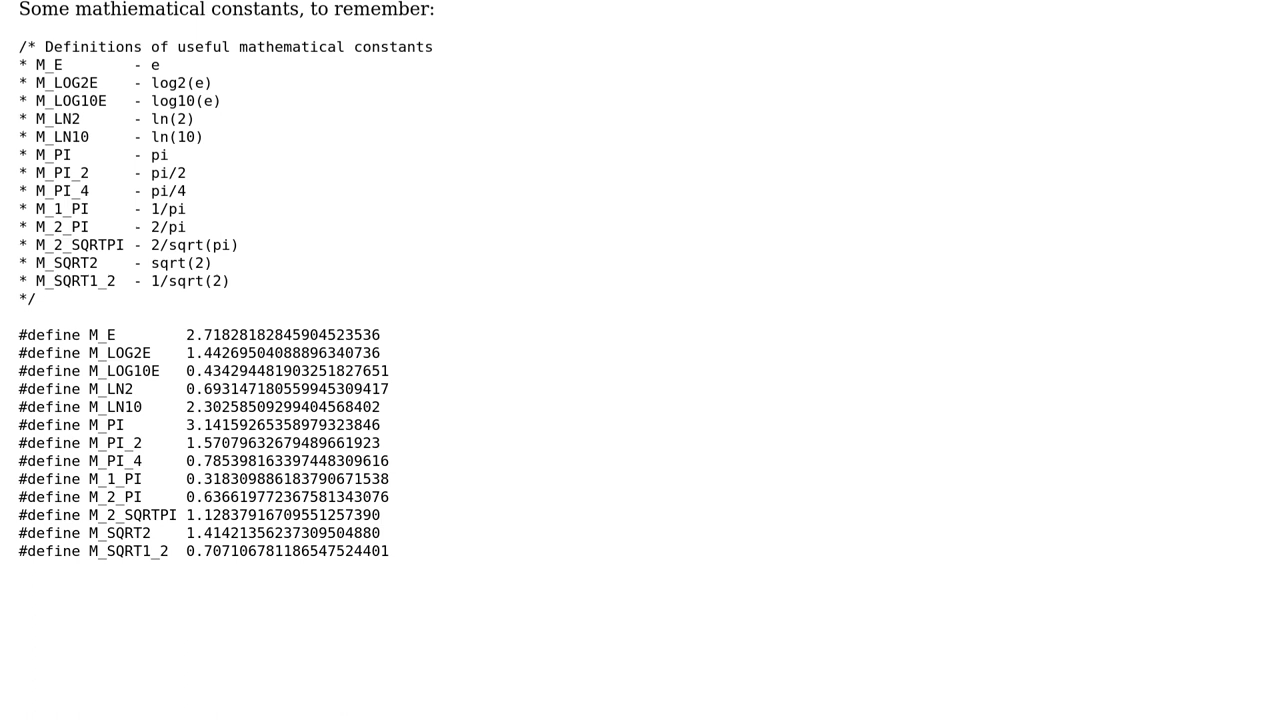 Some mathiematical constants, to remember:
/* Definitions of useful mathematical constants
* M_E        - e
* M_LOG2E    - log2(e)
* M_LOG10E   - log10(e)
* M_LN2      - ln(2)
* M_LN10     - ln(10)
* M_PI       - pi
* M_PI_2     - pi/2
* M_PI_4     - pi/4
* M_1_PI     - 1/pi
* M_2_PI     - 2/pi
* M_2_SQRTPI - 2/sqrt(pi)
* M_SQRT2    - sqrt(2)
* M_SQRT1_2  - 1/sqrt(2)
*/
#define M_E        2.71828182845904523536
#define M_LOG2E    1.44269504088896340736
#define M_LOG10E   0.434294481903251827651
#define M_LN2      0.693147180559945309417
#define M_LN10     2.30258509299404568402
#define M_PI       3.14159265358979323846
#define M_PI_2     1.57079632679489661923
#define M_PI_4     0.785398163397448309616
#define M_1_PI     0.318309886183790671538
#define M_2_PI     0.636619772367581343076
#define M_2_SQRTPI 1.12837916709551257390
#define M_SQRT2    1.41421356237309504880
#define M_SQRT1_2  0.707106781186547524401